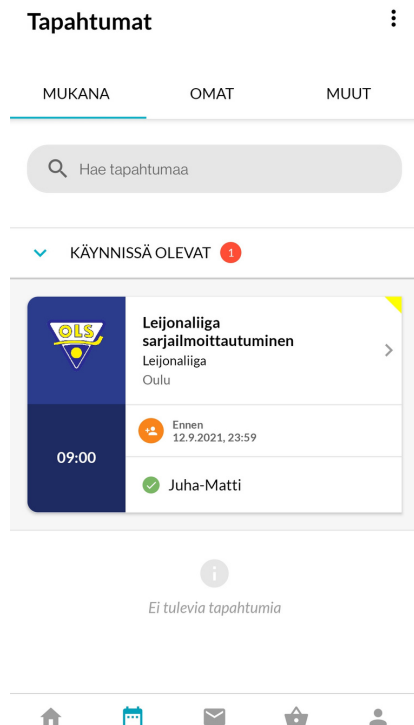 Tapahtumat
MUKANA OMAT MUUT
Hae tapahtumaa
KÄYNNISSÄ OLEVAT 1
OLS
Leijonaliiga
sarjailmoittautuminen
Leijonaliiga
Oulu
Ennen
12.9.2021, 23:59
09:00
Juha-Matti
Ei tulevia tapahtumia